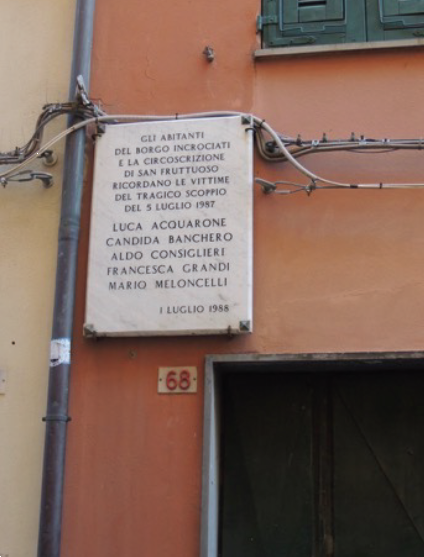 GLI ABITANTI
DEL BORGO INCROCIATI
E LA CIRCOSCRIZIONE
DI SAN FRUTTUOSO
RICORDANO LE VITTIME
DEL TRAGICO SCOPPIO
DEL 5 LUGLIO 1987
LUCA ACQUARONE
CANDIDA BANCHERO
ALDO CONSIGLIERI
FRANCESCA GRANDI
MARIO MELONCELLI
1 LUGLIO 1988
68